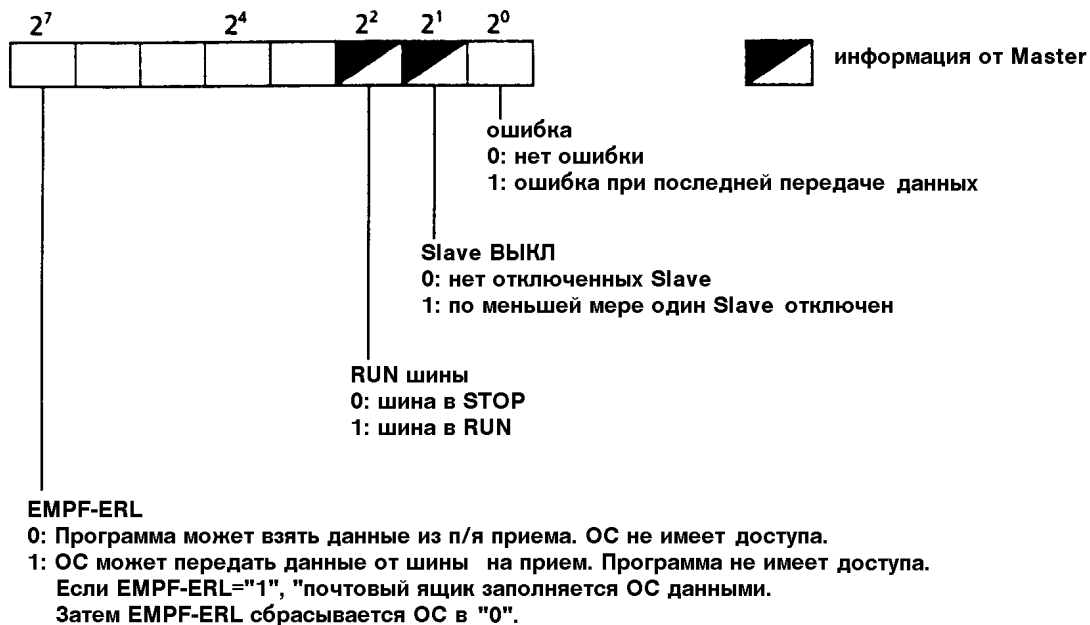 2⁷ 2⁴ 2² 2¹ 2⁰
информация от Master
ошибка
0: нет ошибки
1: ошибка при последней передаче данных
Slave ВЫКЛ
0: нет отключенных Slave
1: по меньшей мере один Slave отключен
RUN шины
0: шина в STOP
1: шина в RUN
EMPF-ERL
0: Программа может взять данные из п/я приема. ОС не имеет доступа.
1: ОС может передать данные от шины на прием. Программа не имеет доступа.
Если EMPF-ERL="1", "почтовый ящик заполняется ОС данными.
Затем EMPF-ERL сбрасывается ОС в "0".